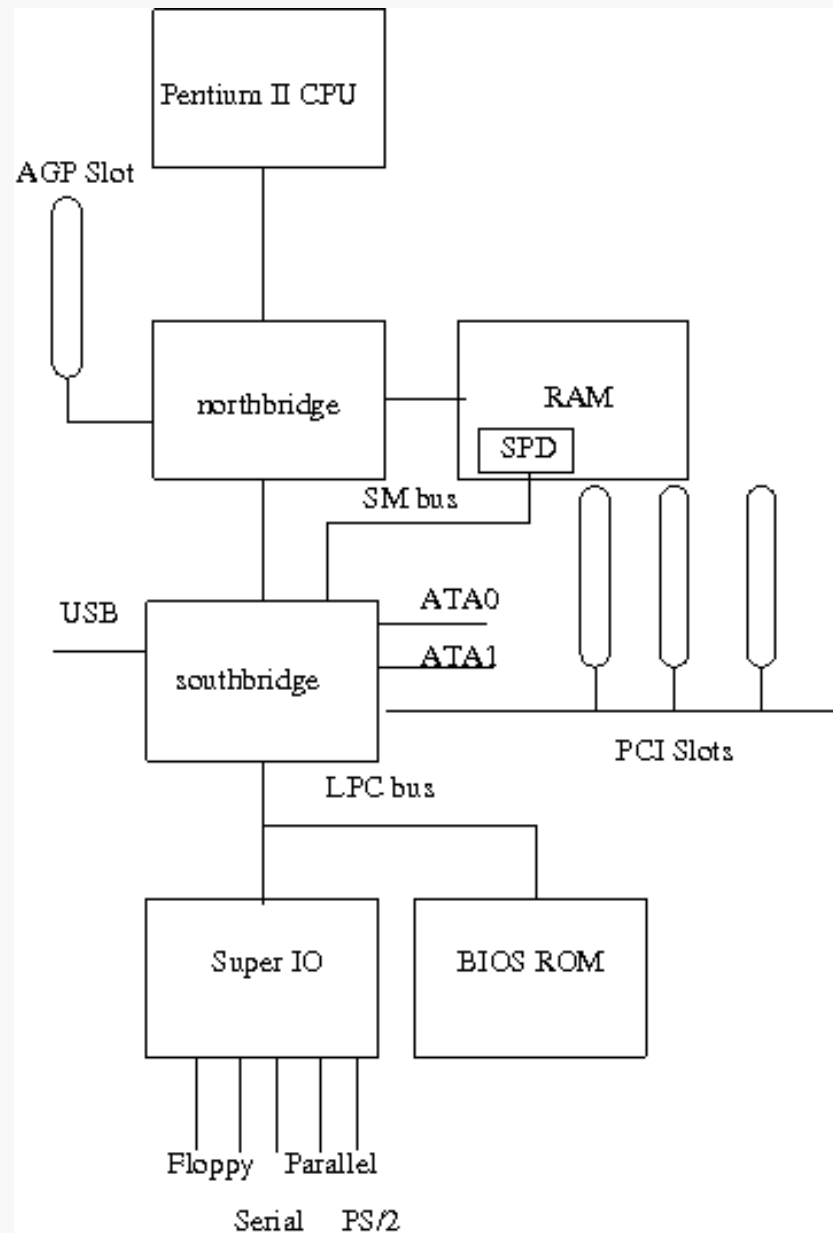 Pentium II CPU
AGP Slot
northbridge
RAM
SPD
SM bus
USB
ATA0
ATA1
southbridge
PCI Slots
LPC bus
Super IO
BIOS ROM
Floppy
Parallel
Serial
PS/2